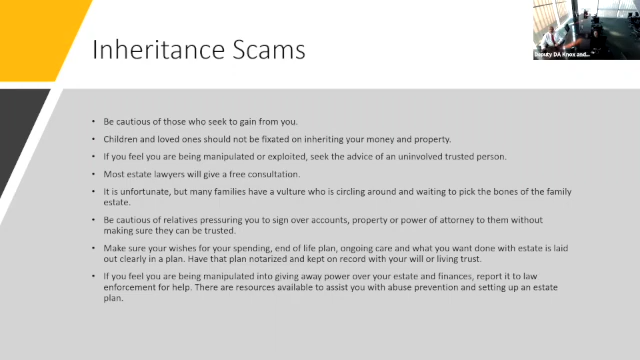 Inheritance Scams
Deputy DA Knox and...
• Be cautious of those who seek to gain from you.
• Children and loved ones should not be fixated on inheriting your money and property.
• If you feel you are being manipulated or exploited, seek the advice of an uninvolved trusted person.
• Most estate lawyers will give a free consultation.
• It is unfortunate, but many families have a vulture who is circling around and waiting to pick the bones of the family
estate.
• Be cautious of relatives pressuring you to sign over accounts, property or power of attorney to them without
making sure they can be trusted.
• Make sure your wishes for your spending, end of life plan, ongoing care and what you want done with estate is laid
out clearly in a plan. Have that plan notarized and kept on record with your will or living trust.
• If you feel you are being manipulated into giving away power over your estate and finances, report it to law
enforcement for help. There are resources available to assist you with abuse prevention and setting up an estate
plan.